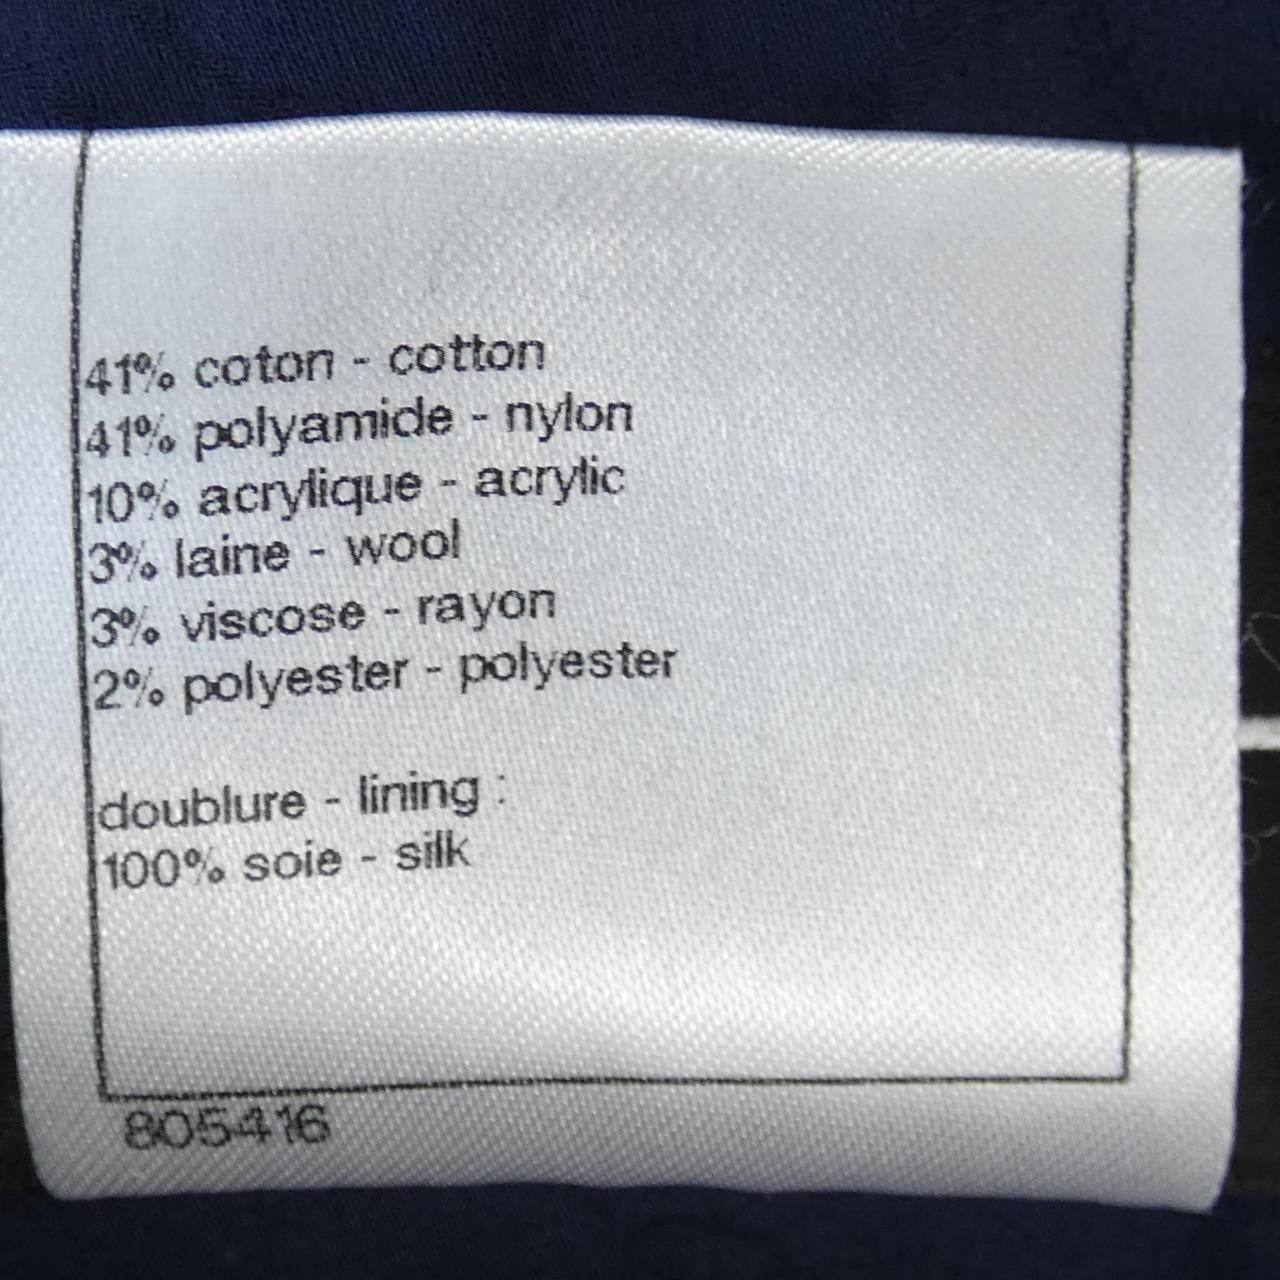 41% coton - cotton
41% polyamide - nylon
10% acrylique - acrylic
3% laine - wool
3% viscose - rayon
2% polyester - polyester
doublure - lining :
100% soie - silk
805416